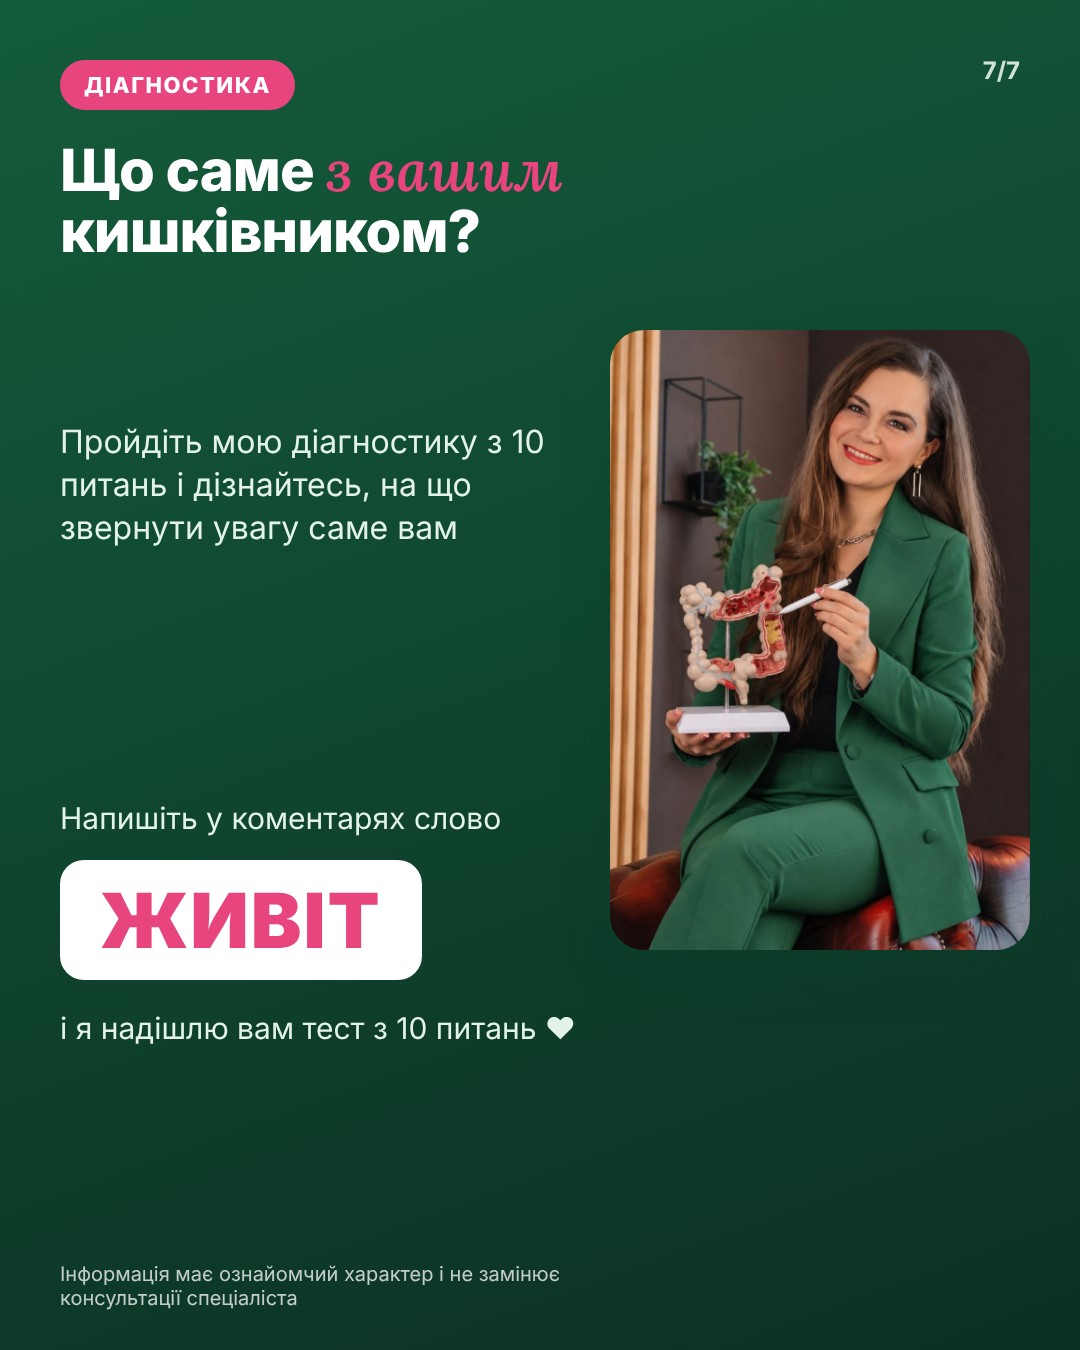 ДІАГНОСТИКА
7/7
Що саме з вашим
кишківником?
Пройдіть мою діагностику з 10
питань і дізнайтесь, на що
звернути увагу саме вам
Напишіть у коментарях слово
ЖИВІТ
і я надішлю вам тест з 10 питань ♥
Інформація має ознайомчий характер і не замінює
консультації спеціаліста